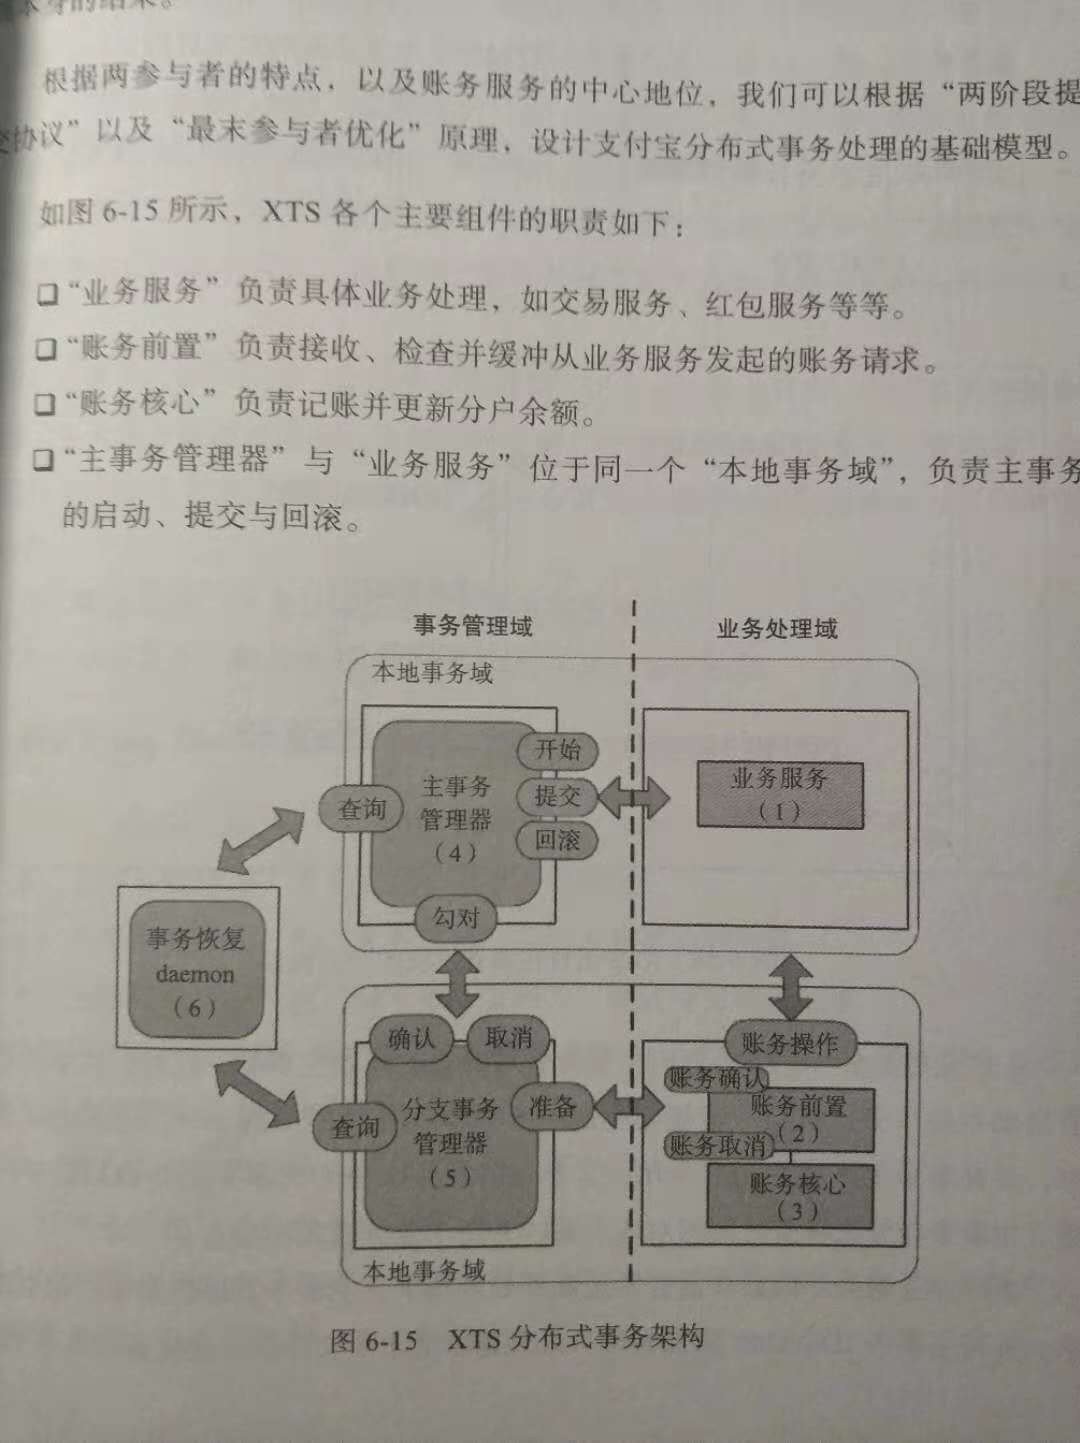 身的结果。
根据两参与者的特点，以及账务服务的中心地位，我们可以根据“两阶段提
交协议”以及“最末参与者优化”原理，设计支付宝分布式事务处理的基础模型。
如图 6-15 所示，XTS 各个主要组件的职责如下：
❑ “业务服务”负责具体业务处理，如交易服务、红包服务等等。
❑ “账务前置”负责接收、检查并缓冲从业务服务发起的账务请求。
❑ “账务核心”负责记账并更新分户余额。
❑ “主事务管理器”与“业务服务”位于同一个“本地事务域”，负责主事务
的启动、提交与回滚。
事务管理域
业务处理域
本地事务域
开始
主事务
管理器
（4）
查询
提交
回滚
勾对
业务服务
（1）
事务恢复
daemon
（6）
确认
取消
账务操作
查询
分支事务
管理器
（5）
准备
账务确认
账务前置
（2）
账务取消
账务核心
（3）
本地事务域
图 6-15 XTS 分布式事务架构